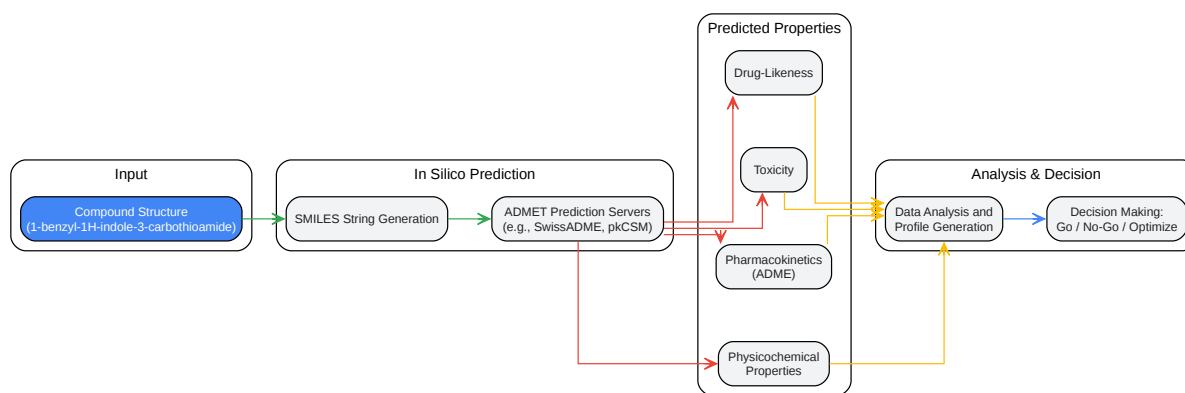 Input
Compound Structure
(1-benzyl-1H-indole-3-carbothioamide)
In Silico Prediction
SMILES String Generation
ADMET Prediction Servers
(e.g., SwissADME, pkCSM)
Predicted Properties
Drug-Likeness
Toxicity
Pharmacokinetics
(ADME)
Physicochemical
Properties
Analysis & Decision
Data Analysis and
Profile Generation
Decision Making:
Go / No-Go / Optimize